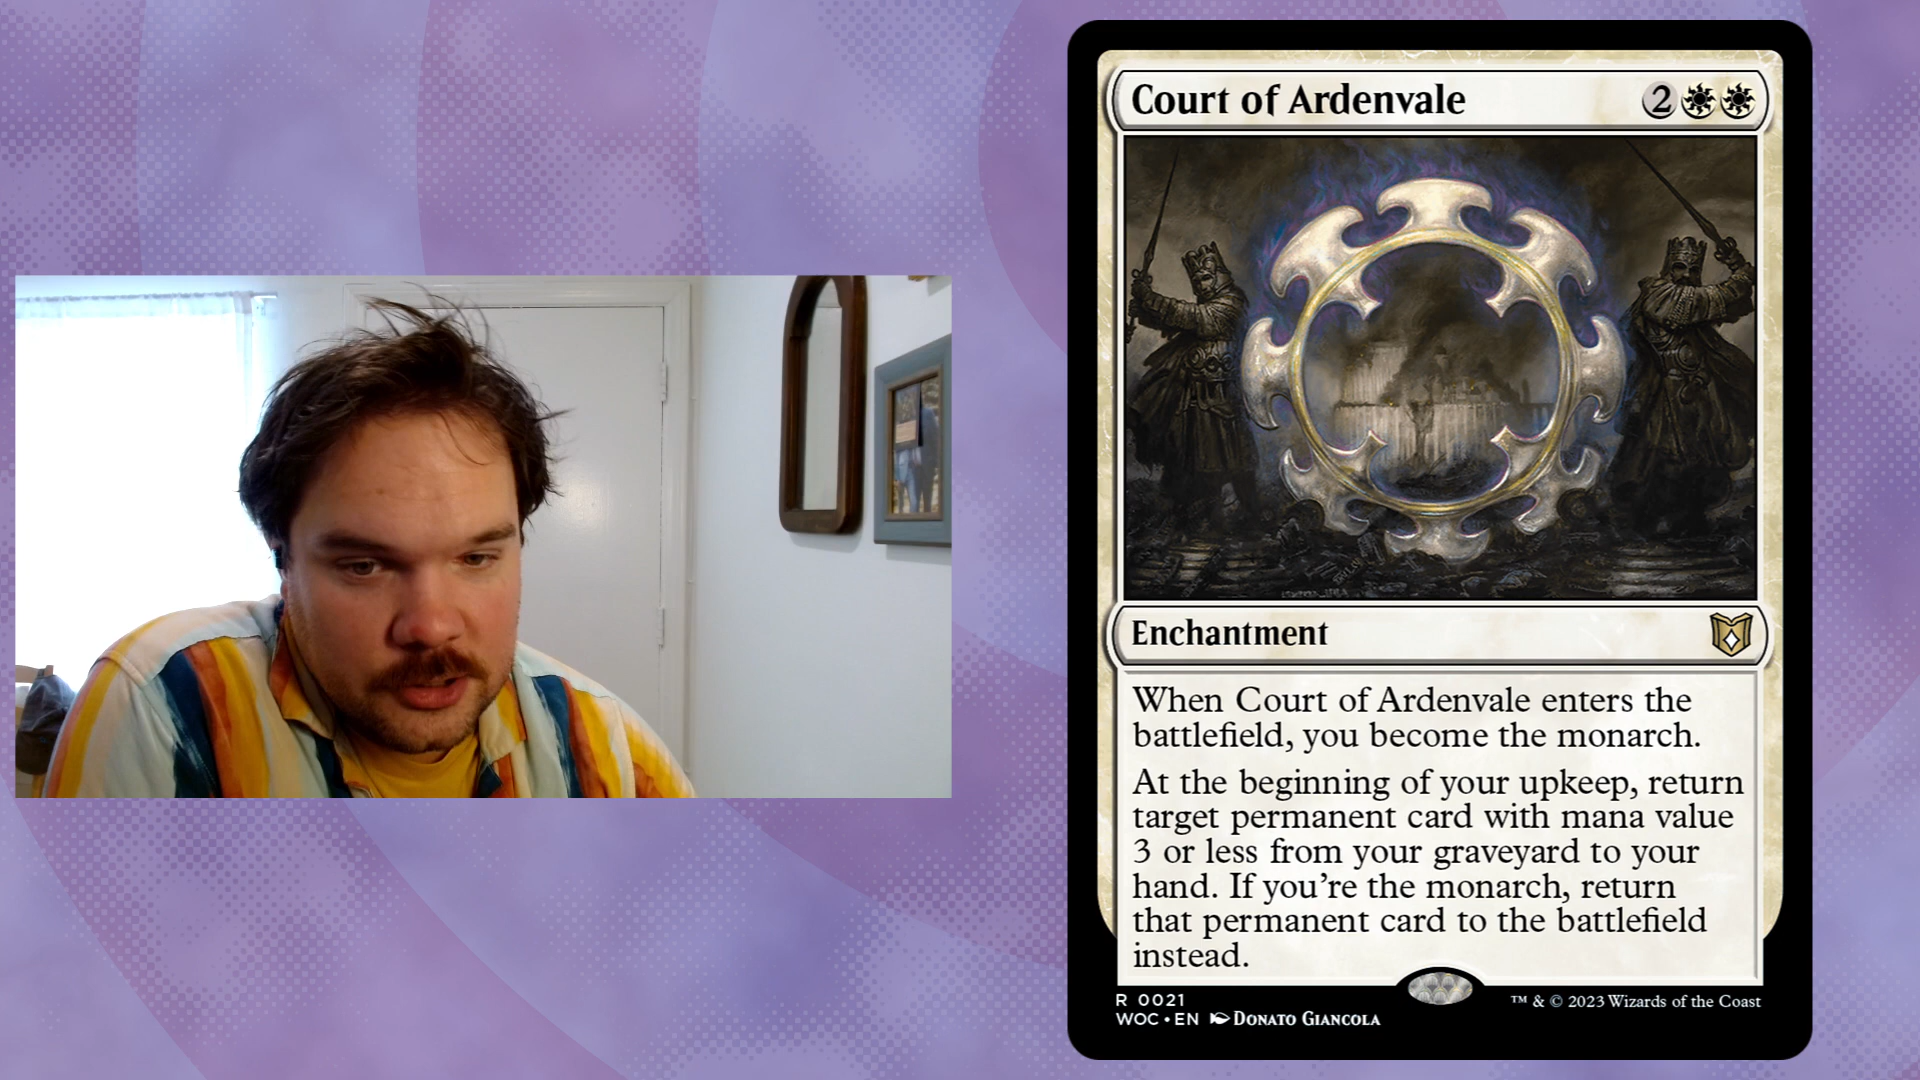 Court of Ardenvale
2
Enchantment
When Court of Ardenvale enters the
battlefield, you become the monarch.
At the beginning of your upkeep, return
target permanent card with mana value
3 or less from your graveyard to your
hand. If you’re the monarch, return
that permanent card to the battlefield
instead.
R 0021
WOC • EN Donato Giancola
™ & © 2023 Wizards of the Coast